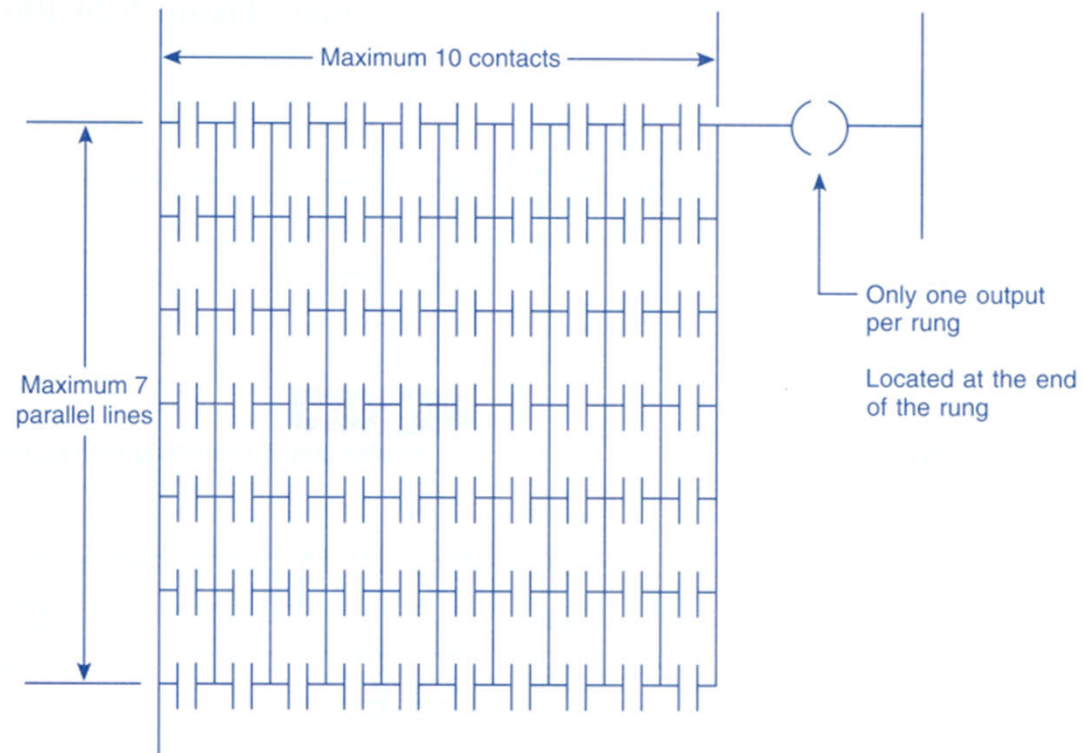 Maximum 10 contacts
Maximum 7
parallel lines
Only one output
per rung
Located at the end
of the rung